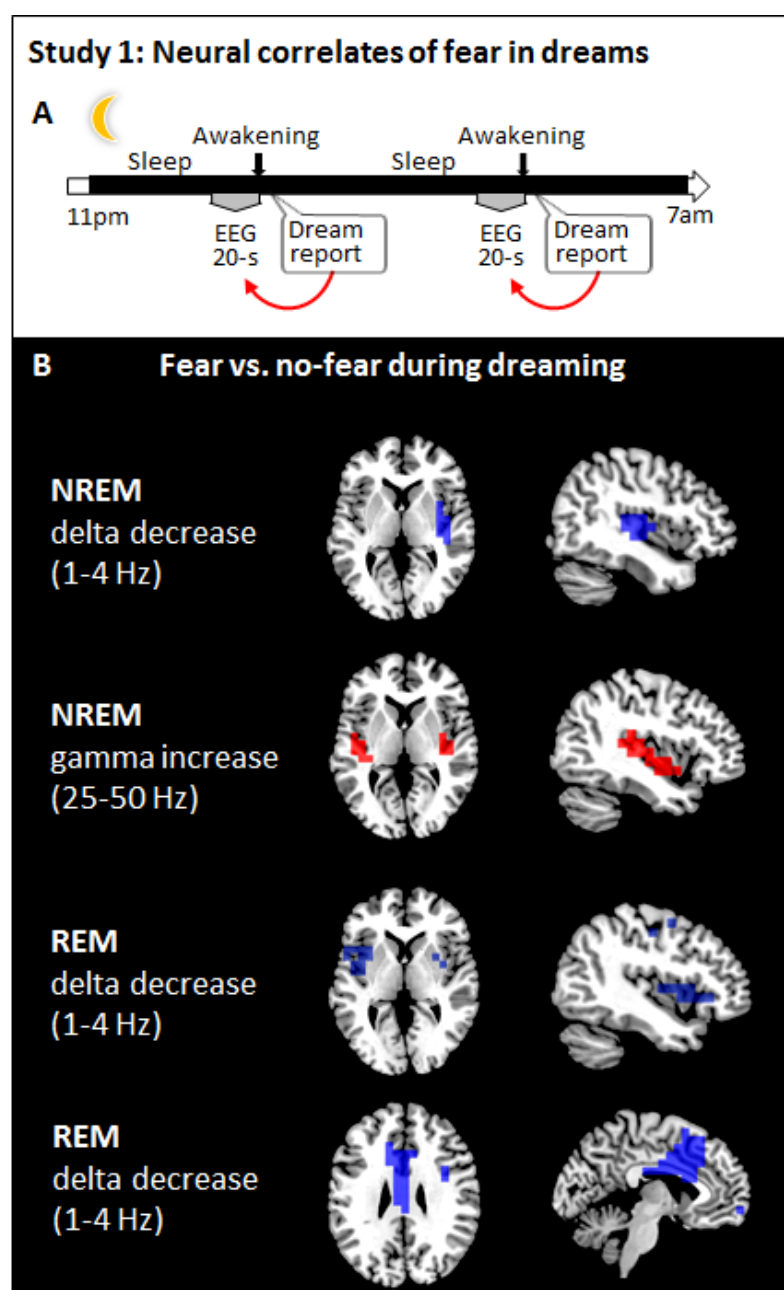 Study 1: Neural correlates of fear in dreams
A
Awakening Awakening
Sleep Sleep
11pm 7am
EEG
20-s
Dream
report
EEG
20-s
Dream
report
B Fear vs. no-fear during dreaming
NREM
delta decrease
(1-4 Hz)
NREM
gamma increase
(25-50 Hz)
REM
delta decrease
(1-4 Hz)
REM
delta decrease
(1-4 Hz)